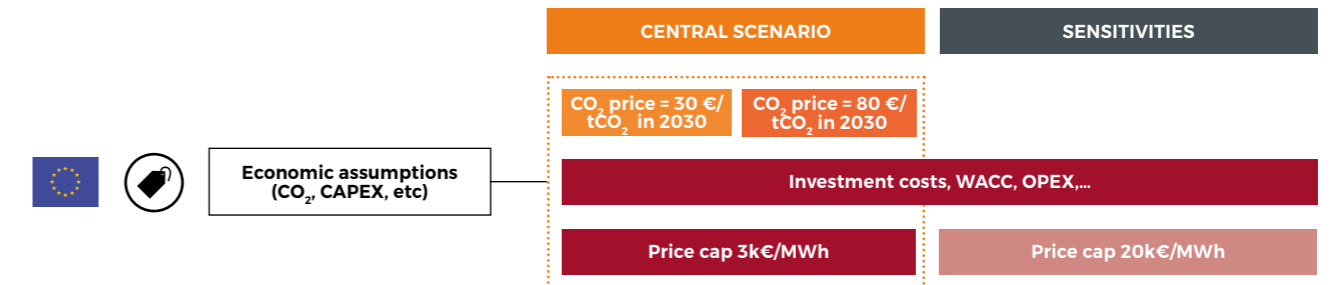 CENTRAL SCENARIO
SENSITIVITIES
CO₂ price = 30 €/
tCO₂ in 2030
CO₂ price = 80 €/
tCO₂ in 2030
Economic assumptions
(CO₂, CAPEX, etc)
Investment costs, WACC, OPEX,...
Price cap 3k€/MWh
Price cap 20k€/MWh